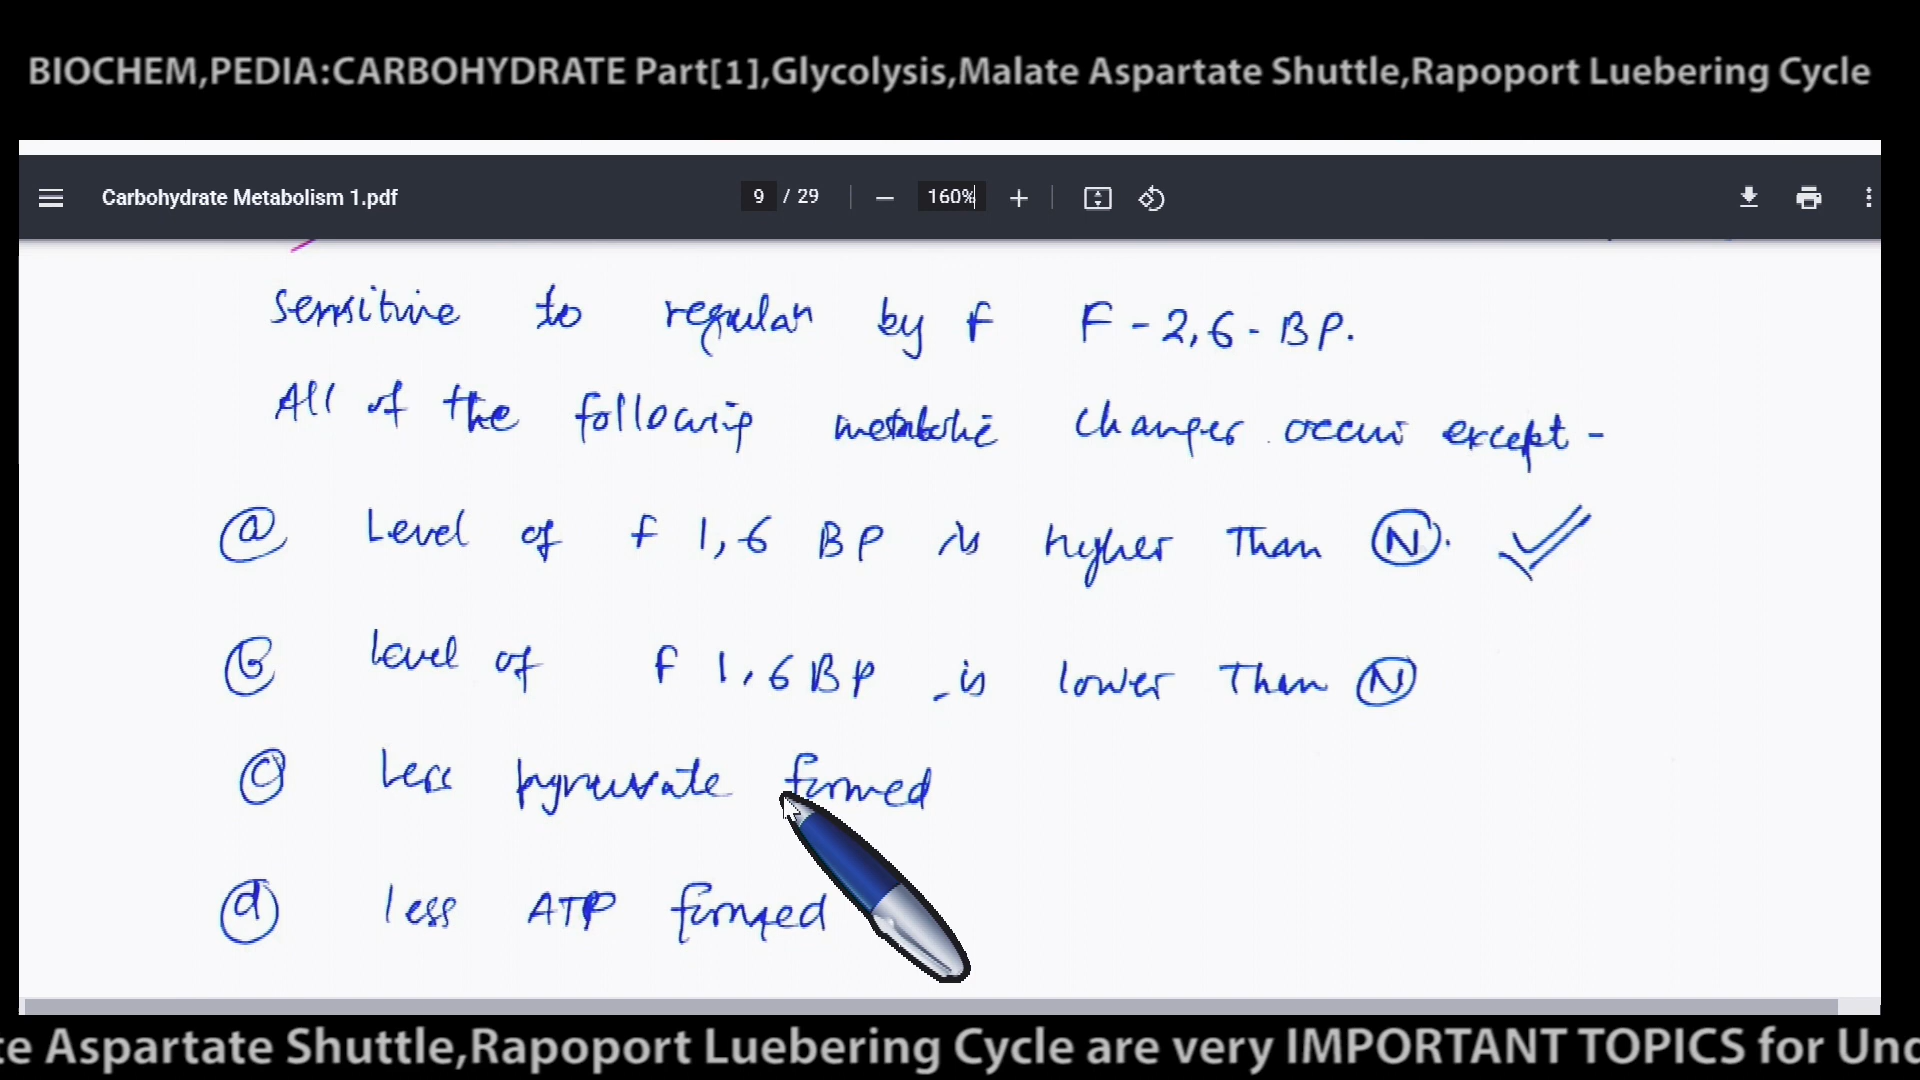 BIOCHEM,PEDIA:CARBOHYDRATE Part[1],Glycolysis,Malate Aspartate Shuttle,Rapoport Luebering Cycle
Carbohydrate Metabolism 1.pdf 9 / 29 160%
Sensitive to regulan by f F-2,6-BP.
All of the following metabolic changes occur except -
(a) Level of f 1,6 BP is higher Than (N).
(b) Level of f 1,6 BP is lower Than (N)
(c) Less pyruvate formed
(d) less ATP formed
te Aspartate Shuttle,Rapoport Luebering Cycle are very IMPORTANT TOPICS for Und